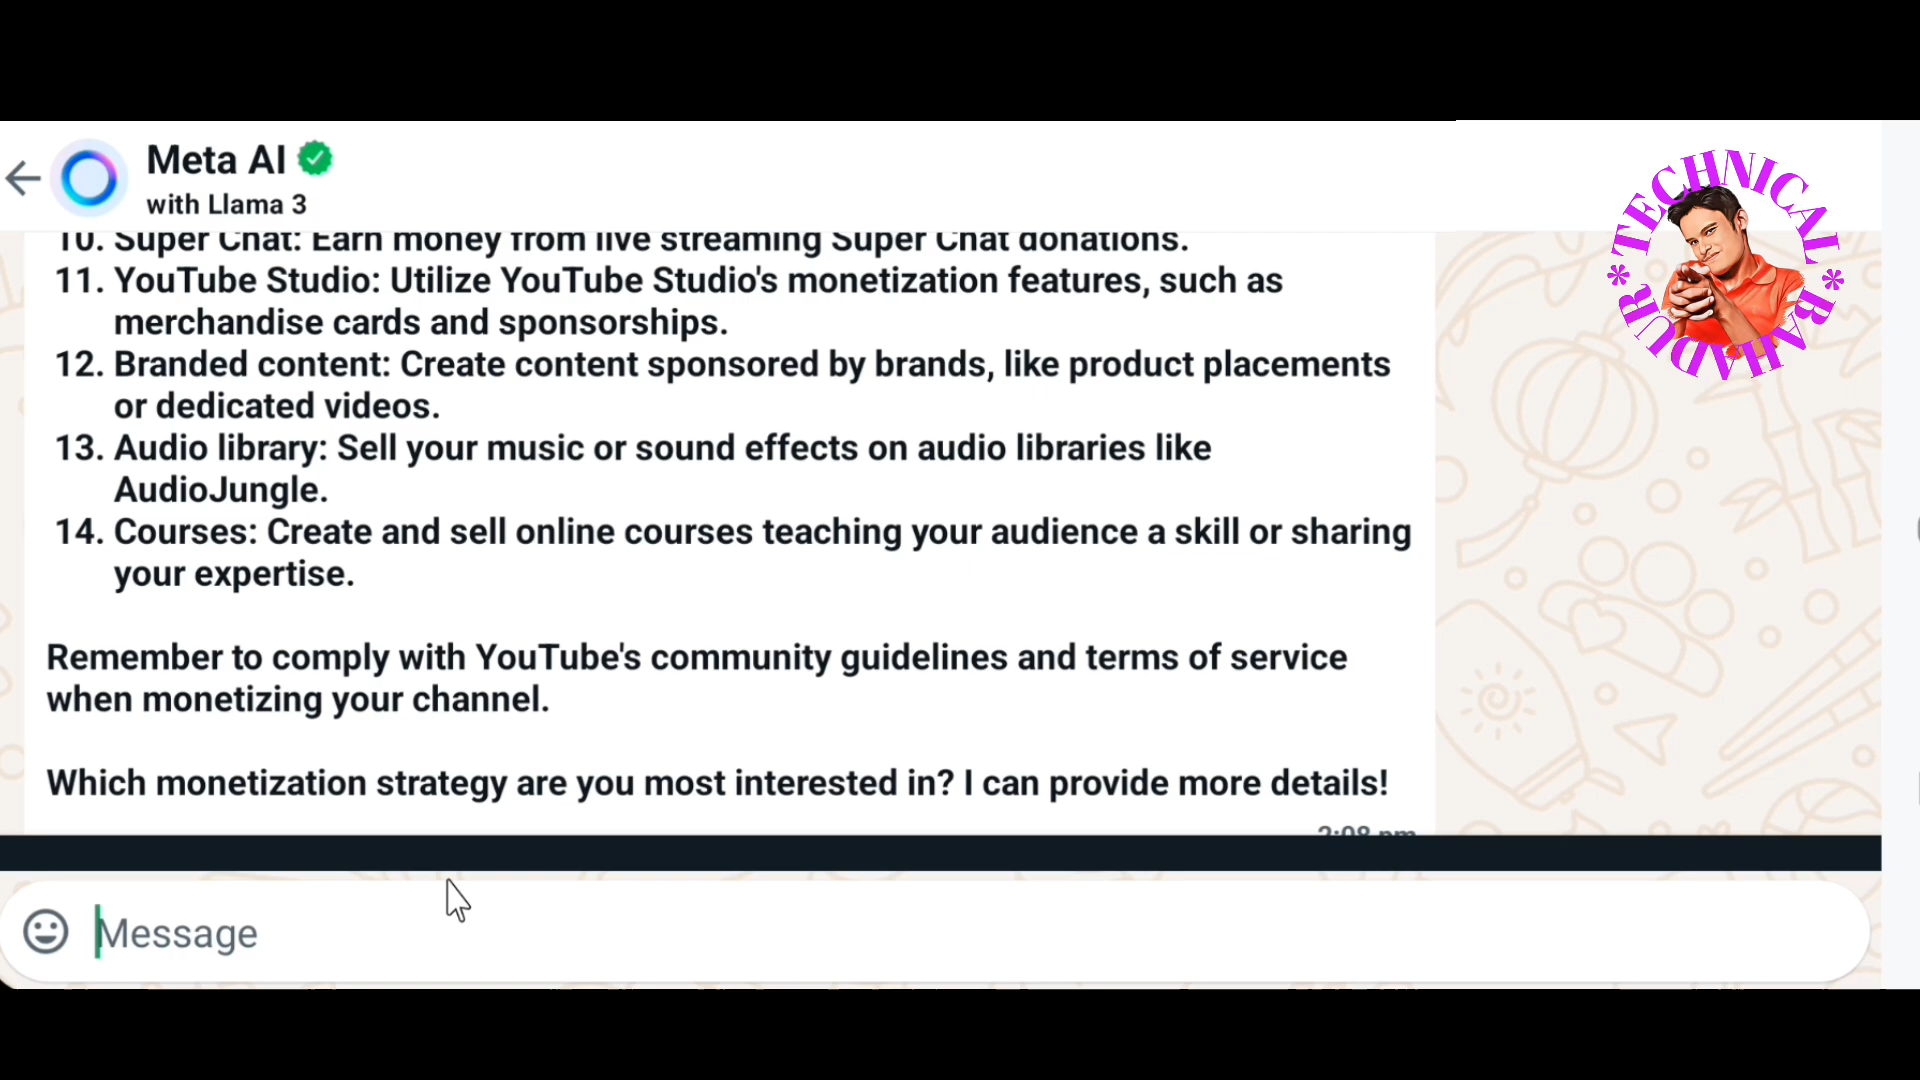 Meta AI
with Llama 3
10. Super Chat: Earn money from live streaming Super Chat donations.
11. YouTube Studio: Utilize YouTube Studio's monetization features, such as
merchandise cards and sponsorships.
12. Branded content: Create content sponsored by brands, like product placements
or dedicated videos.
13. Audio library: Sell your music or sound effects on audio libraries like
AudioJungle.
14. Courses: Create and sell online courses teaching your audience a skill or sharing
your expertise.
Remember to comply with YouTube's community guidelines and terms of service
when monetizing your channel.
Which monetization strategy are you most interested in? I can provide more details!
2:08 pm
Message
*TECHNICAL*
BAHADUR